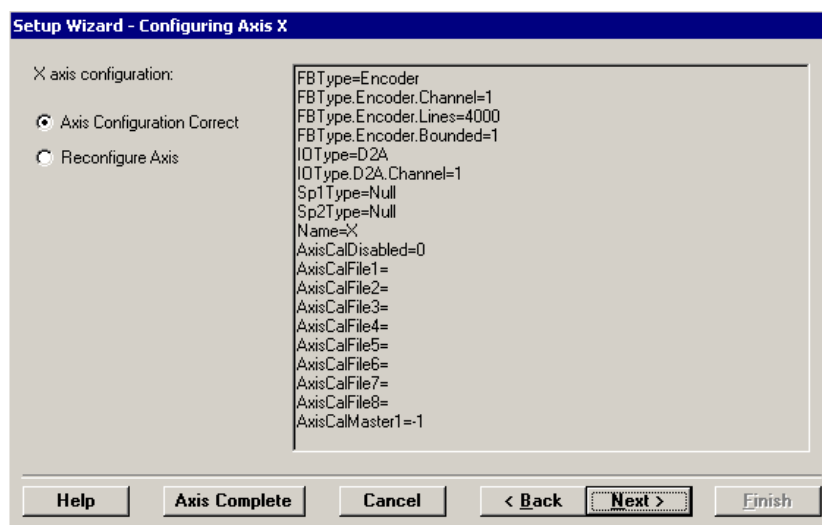 Setup Wizard - Configuring Axis X
X axis configuration:
Axis Configuration Correct
Reconfigure Axis
FBType=Encoder
FBType.Encoder.Channel=1
FBType.Encoder.Lines=4000
FBType.Encoder.Bounded=1
IOType=D2A
IOType.D2A.Channel=1
Sp1Type=Null
Sp2Type=Null
Name=X
AxisCalDisabled=0
AxisCalFile1=
AxisCalFile2=
AxisCalFile3=
AxisCalFile4=
AxisCalFile5=
AxisCalFile6=
AxisCalFile7=
AxisCalFile8=
AxisCalMaster1=-1
Help Axis Complete Cancel < Back Next > Finish